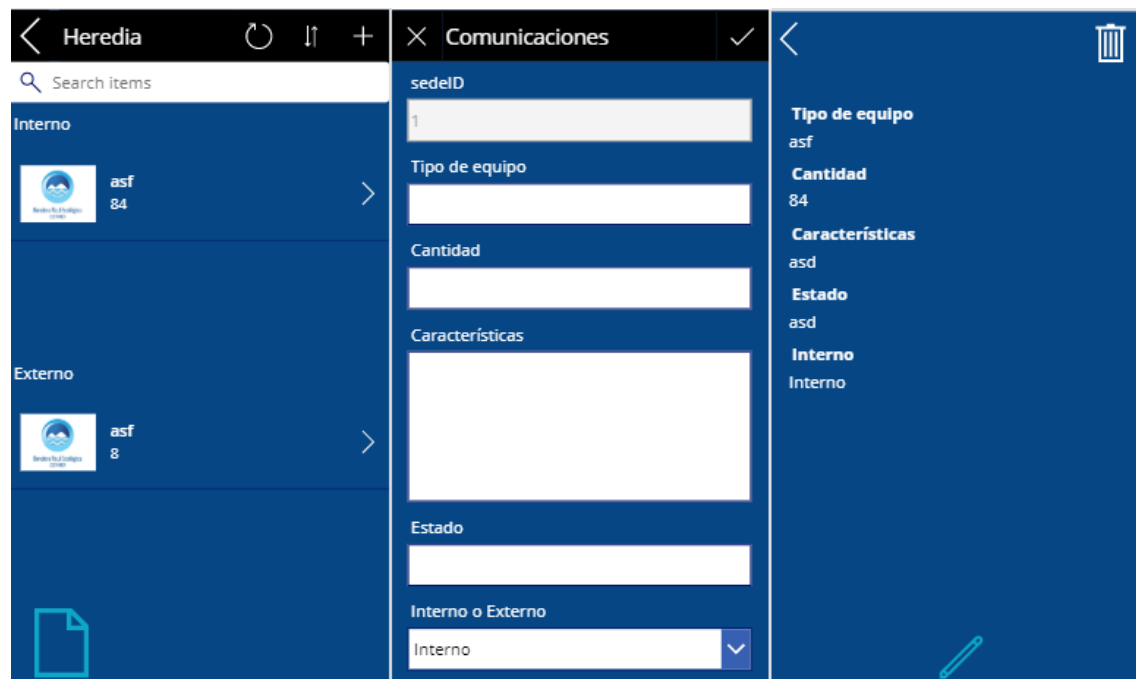 Heredia
Search items
Interno
asf
84
Externo
asf
8
Comunicaciones
sedeID
1
Tipo de equipo
Cantidad
Características
Estado
Interno o Externo
Interno
Tipo de equipo
asf
Cantidad
84
Características
asd
Estado
asd
Interno
Interno